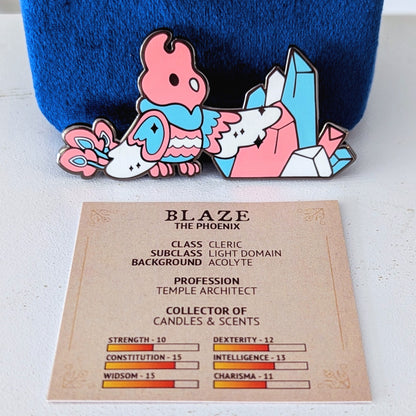 BLAZE
THE PHOENIX
CLASS CLERIC
SUBCLASS LIGHT DOMAIN
BACKGROUND ACOLYTE
PROFESSION
TEMPLE ARCHITECT
COLLECTOR OF
CANDLES & SCENTS
STRENGTH - 10 DEXTERITY - 12
CONSTITUTION - 15 INTELLIGENCE - 13
WIDSOM - 15 CHARISMA - 11